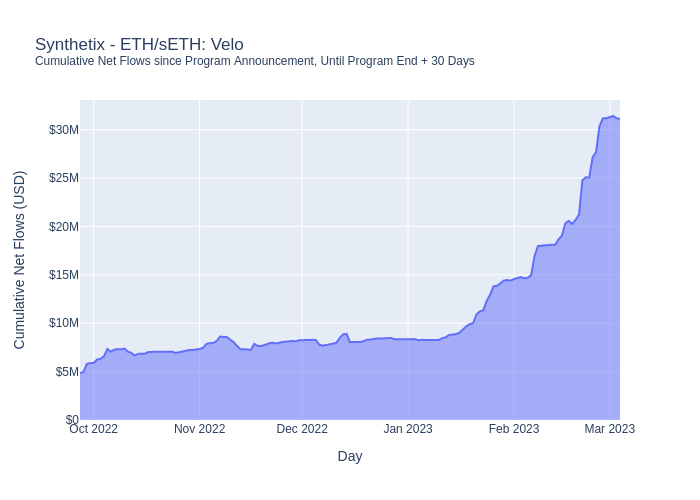 Synthetix - ETH/sETH: Velo
Cumulative Net Flows since Program Announcement, Until Program End + 30 Days
Cumulative Net Flows (USD)
$30M
$25M
$20M
$15M
$10M
$5M
$0
Oct 2022
Nov 2022
Dec 2022
Jan 2023
Feb 2023
Mar 2023
Day